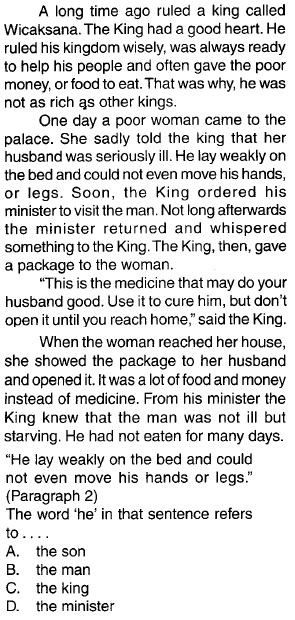 A long time ago ruled a king called
Wicaksana. The King had a good heart. He
ruled his kingdom wisely, was always ready
to help his people and often gave the poor
money, or food to eat. That was why, he was
not as rich as other kings.
One day a poor woman came to the
palace. She sadly told the king that her
husband was seriously ill. He lay weakly on
the bed and could not even move his hands,
or legs. Soon, the King ordered his
minister to visit the man. Not long afterwards
the minister returned and whispered
something to the King. The King, then, gave
a package to the woman.
"This is the medicine that may do your
husband good. Use it to cure him, but don't
open it until you reach home," said the King.
When the woman reached her house,
she showed the package to her husband
and opened it. It was a lot of food and money
instead of medicine. From his minister the
King knew that the man was not ill but
starving. He had not eaten for many days.
"He lay weakly on the bed and could
not even move his hands or legs."
(Paragraph 2)
The word 'he' in that sentence refers
to . . . .
A. the son
B. the man
C. the king
D. the minister